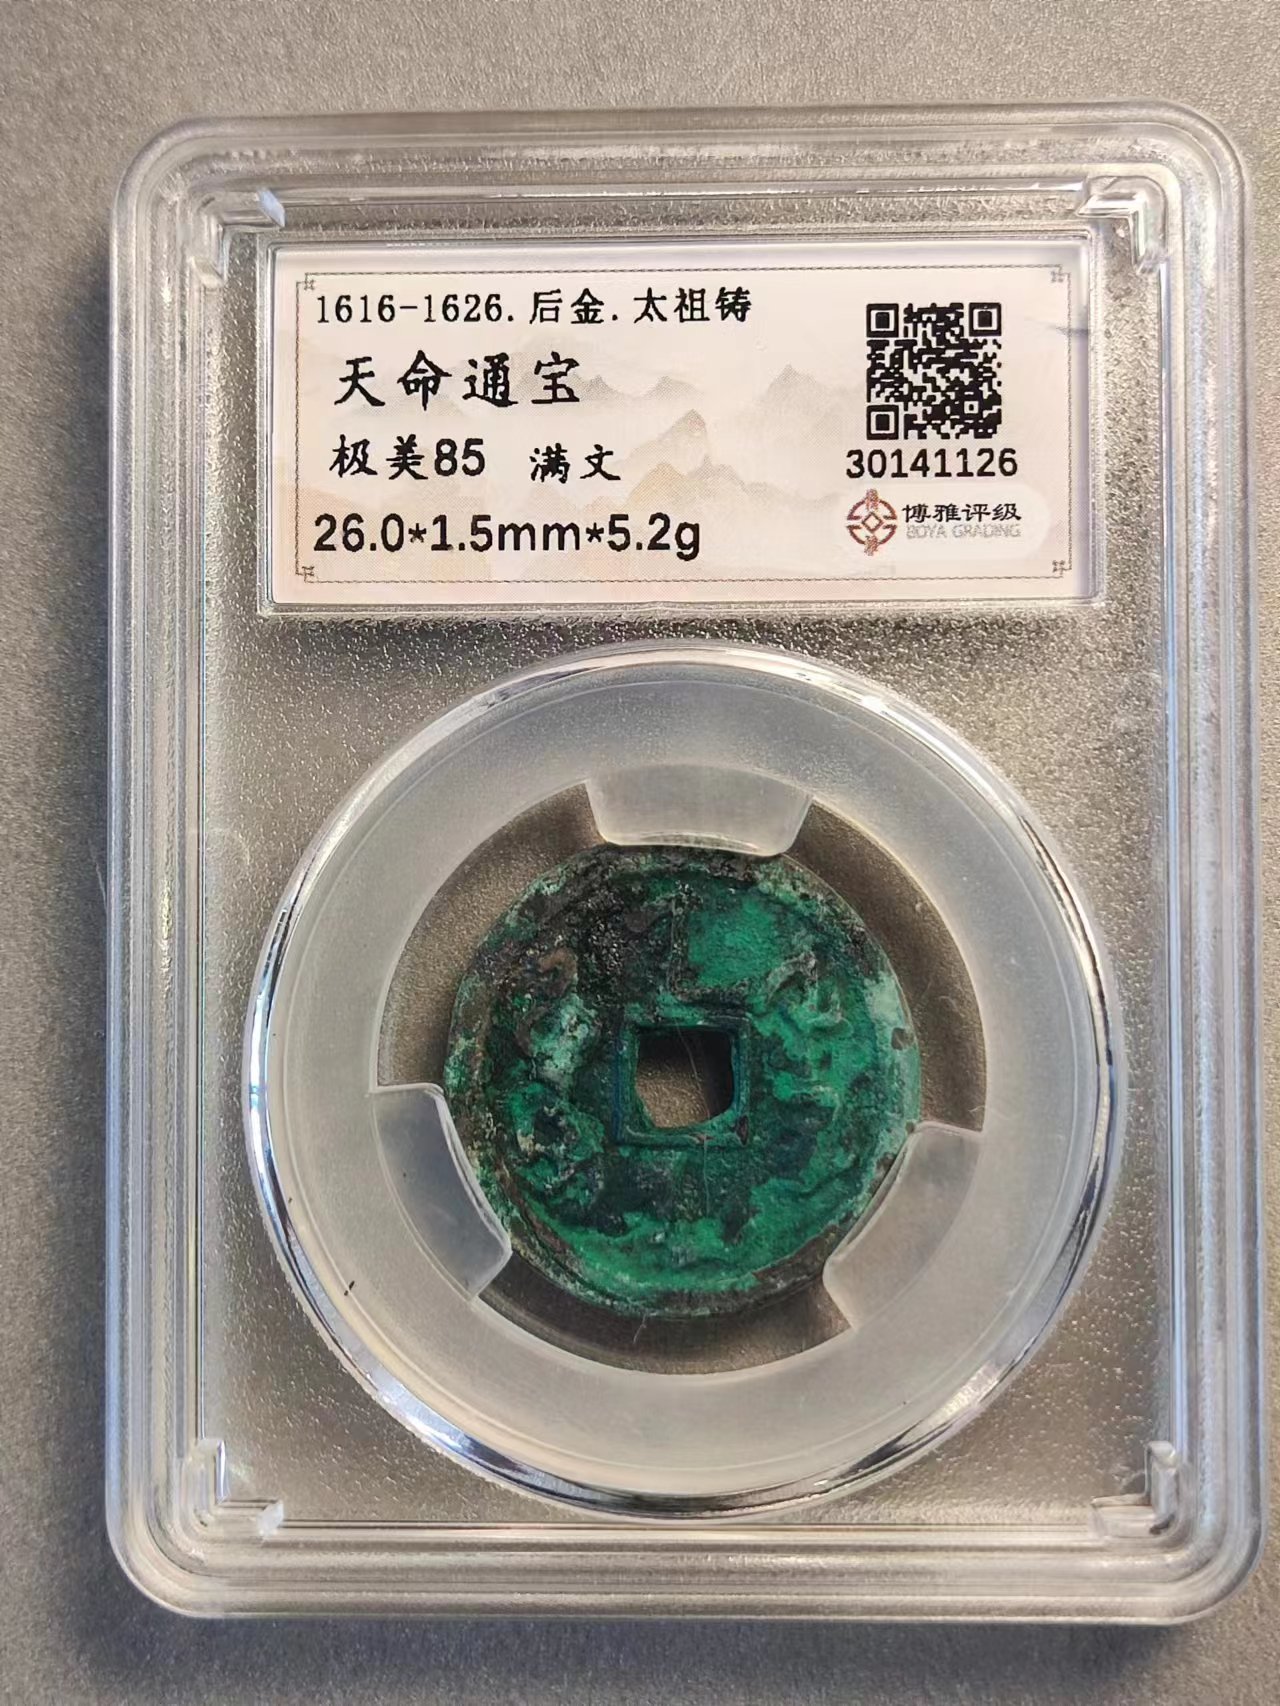 1616-1626.后金.太祖铸
天命通宝
极美85 满文
26.0*1.5mm*5.2g
30141126
博雅评级
BOYA GRADING